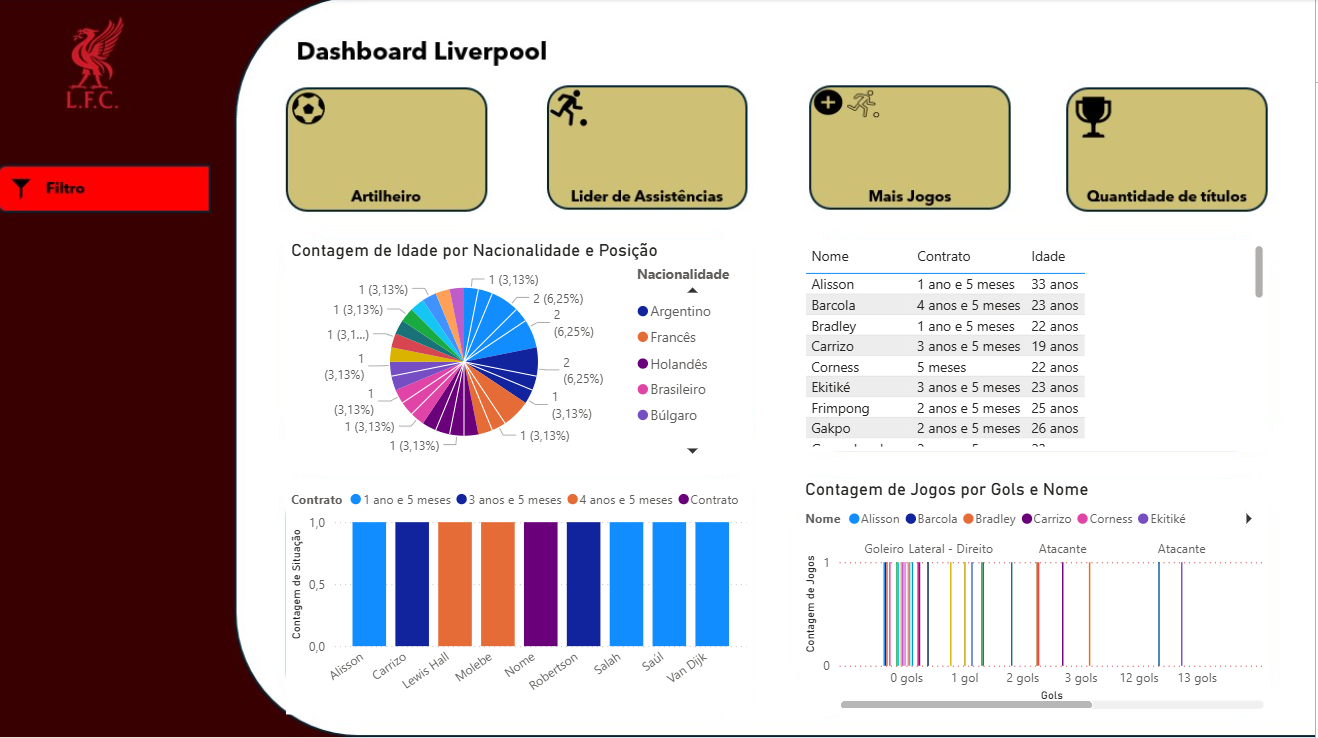 L.F.C.
Dashboard Liverpool
Filtro
Artilheiro
Lider de Assistências
Mais Jogos
Quantidade de títulos
Contagem de Idade por Nacionalidade e Posição
1 (3,13%)
2 (6,25%)
2
(6,25%)
2
(6,25%)
1
(3,13%)
1 (3,13%)
1 (3,13%)
1 (3,13%)
1
(3,13%)
1
(3,13%)
1 (3,1...)
1 (3,13%)
1 (3,13%)
Nacionalidade
Argentino
Francês
Holandês
Brasileiro
Búlgaro
Nome Contrato Idade
Alisson 1 ano e 5 meses 33 anos
Barcola 4 anos e 5 meses 23 anos
Bradley 1 ano e 5 meses 22 anos
Carrizo 3 anos e 5 meses 19 anos
Corness 5 meses 22 anos
Ekitiké 3 anos e 5 meses 23 anos
Frimpong 2 anos e 5 meses 25 anos
Gakpo 2 anos e 5 meses 26 anos
Contrato 1 ano e 5 meses 3 anos e 5 meses 4 anos e 5 meses Contrato
Contagem de Situação
1,0
0,5
0,0
Alisson
Carrizo
Lewis Hall
Molebe
Nome
Robertson
Salah
Saúl
Van Dijk
Contagem de Jogos por Gols e Nome
Nome Alisson Barcola Bradley Carrizo Corness Ekitiké
Goleiro Lateral - Direito Atacante Atacante
Contagem de Jogos
1
0
0 gols 1 gol 2 gols 3 gols 12 gols 13 gols
Gols